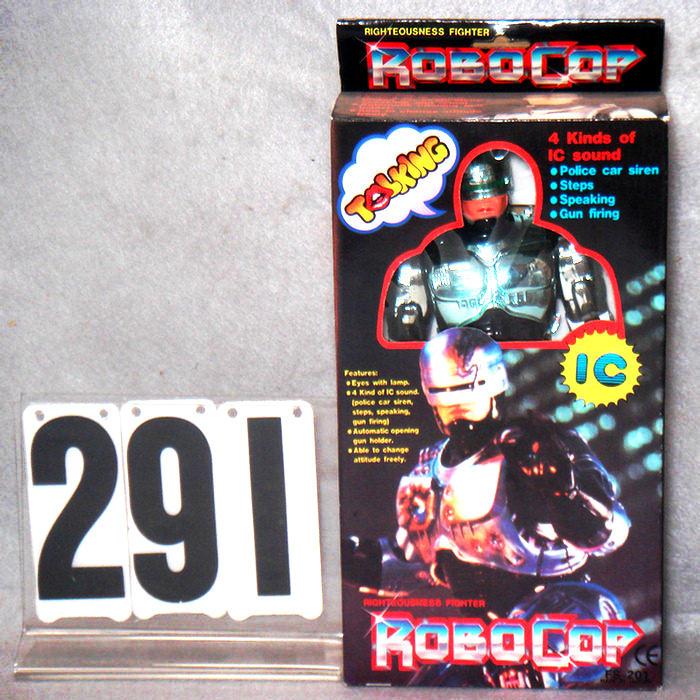 RIGHTEOUSNESS FIGHTER
ROBOCOP
TALKING
4 Kinds of
IC sound
• Police car siren
• Steps
• Speaking
• Gun firing
IC
Features:
• Eyes with lamp.
• 4 Kind of IC sound.
(police car siren,
steps, speaking,
gun firing)
• Automatic opening
gun holder.
• Able to change
attitude freely.
291
RIGHTEOUSNESS FIGHTER
ROBOCOP
CE